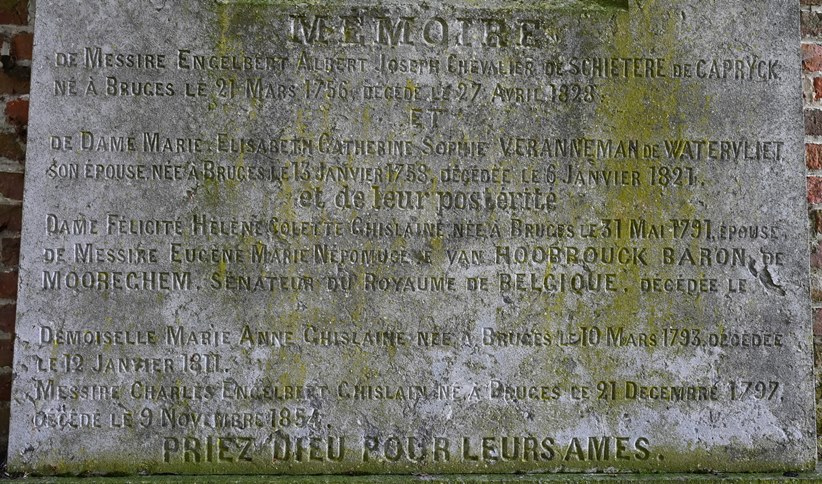 MEMOIRE
DE MESSIRE ENGELBERT ALBERT JOSEPH CHEVALIER DE SCHIETERE DE CAPRYCK.
NÉ À BRUGES LE 21 MARS 1756, DÉCÉDÉ LE 27 AVRIL 1828.
ET
DE DAME MARIE ELISABETH CATHERINE SOPHIE VERANNEMAN DE WATERVLIET
SON ÉPOUSE NÉE À BRUGES LE 13 JANVIER 1758, DÉCÉDÉE LE 6 JANVIER 1821.
et de leur postérité
DAME FÉLICITÉ HÉLÈNE COLETTE GHISLAINE NÉE À BRUGES LE 31 MAI 1791, ÉPOUSE
DE MESSIRE EUGÈNE MARIE NÉPOMUCÈNE VAN HOOBROUCK BARON DE
MOOREGHEM, SÉNATEUR DU ROYAUME DE BELGIQUE, DÉCÉDÉE LE
DEMOISELLE MARIE ANNE GHISLAINE NÉE À BRUGES LE 10 MARS 1793, DÉCÉDÉE
LE 12 JANVIER 1811.
MESSIRE CHARLES ENGELBERT GHISLAIN NÉ À BRUGES LE 21 DECEMBRE 1797,
DÉCÉDÉ LE 9 NOVEMBRE 1854.
PRIEZ DIEU POUR LEURS AMES.